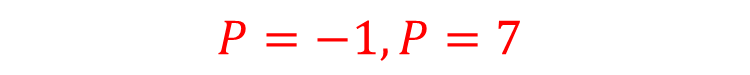 P = −1, P = 7